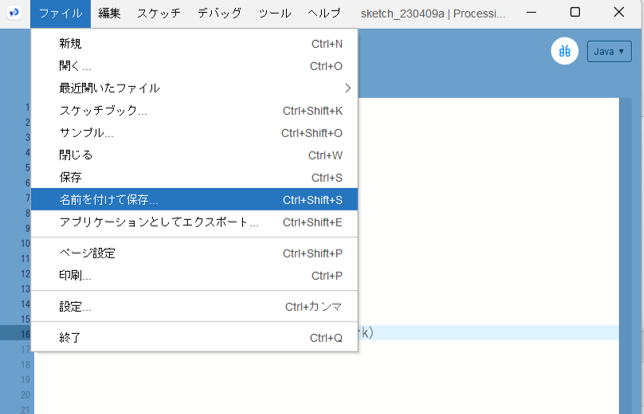 ファイル 編集 スケッチ デバッグ ツール ヘルプ sketch_230409a | Processi...
Java ▼
新規 Ctrl+N
開く... Ctrl+O
最近開いたファイル
スケッチブック... Ctrl+Shift+K
サンプル... Ctrl+Shift+O
閉じる Ctrl+W
保存 Ctrl+S
名前を付けて保存... Ctrl+Shift+S
アプリケーションとしてエクスポート... Ctrl+Shift+E
ページ設定 Ctrl+Shift+P
印刷... Ctrl+P
設定... Ctrl+カンマ
終了 Ctrl+Q
1
2
3
4
5
6
7
8
9
10
11
12
13
14
15
16 rk)
17
18
19
20
21